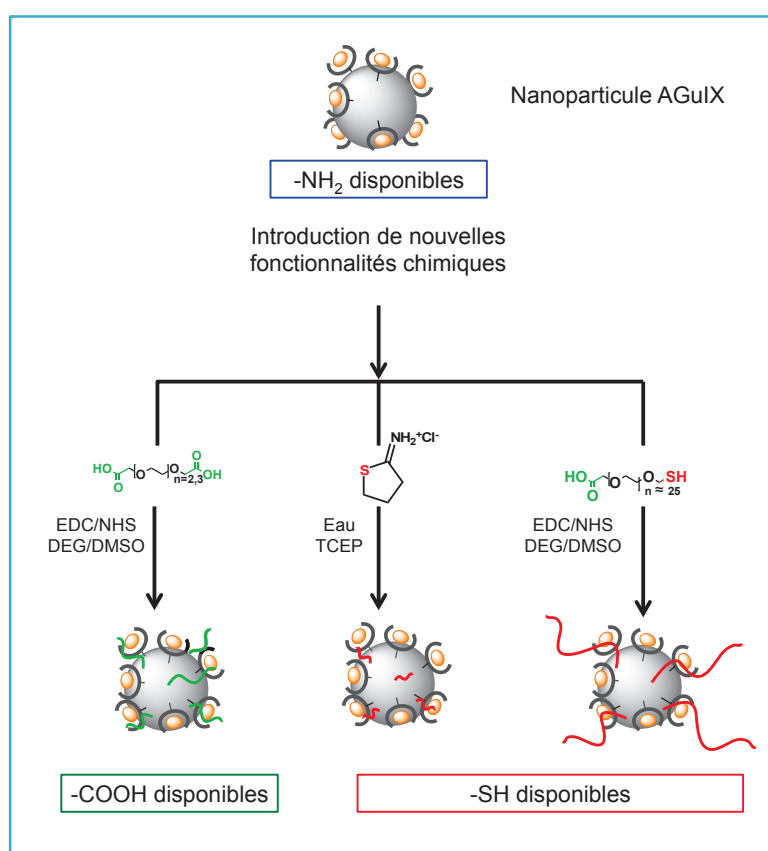 Nanoparticule AGuIX
-NH₂ disponibles
Introduction de nouvelles
fonctionnalités chimiques
HO
O
O
O
n=2,3
O
OH
EDC/NHS
DEG/DMSO
NH₂⁺Cl⁻
S
Eau
TCEP
HO
O
O
O
n ≈ 25
SH
EDC/NHS
DEG/DMSO
-COOH disponibles
-SH disponibles